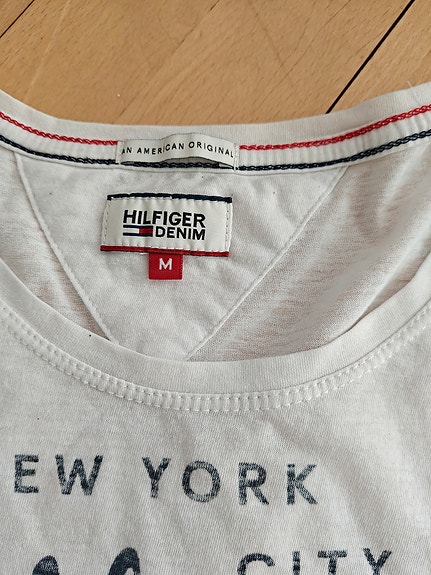 AN AMERICAN ORIGINAL
HILFIGER
DENIM
M
EW YORK
CITY